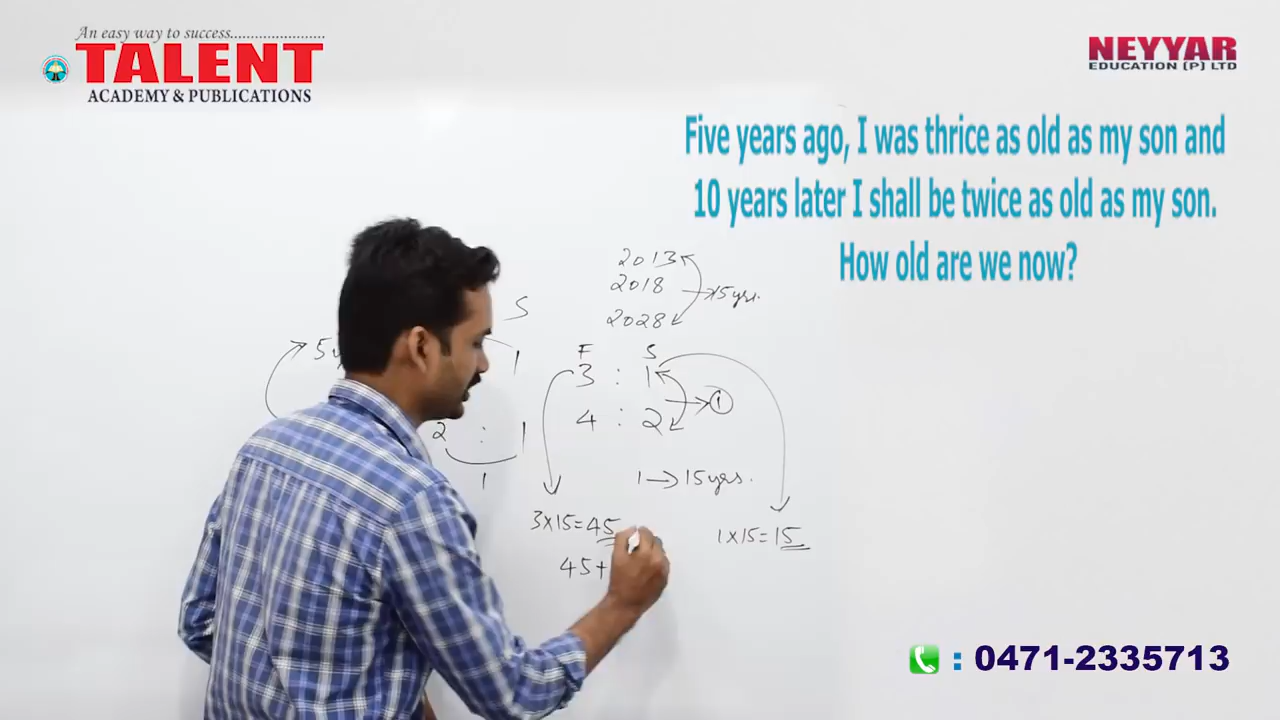 An easy way to success........................
TALENT
ACADEMY & PUBLICATIONS
NEYYAR
EDUCATION (P) LTD
Five years ago, I was thrice as old as my son and
10 years later I shall be twice as old as my son.
How old are we now?
2013
2018 → 15yrs.
2028
S
5y
1
F S
3 : 1
4 : 2 → 1
2 : 1
1
1 → 15yrs.
3×15=45
1×15=15
45+
: 0471-2335713